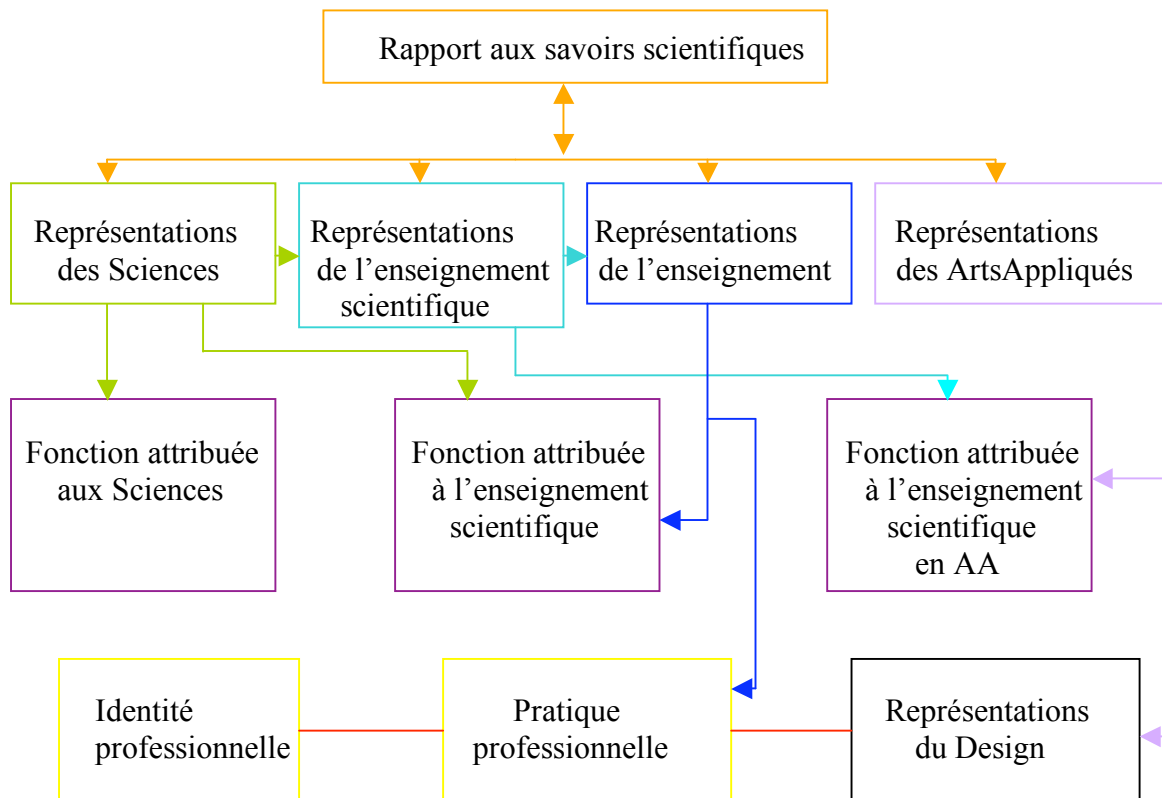 Rapport aux savoirs scientifiques
Représentations
des Sciences
Représentations
de l’enseignement
scientifique
Représentations
de l’enseignement
Représentations
des ArtsAppliqués
Fonction attribuée
aux Sciences
Fonction attribuée
à l’enseignement
scientifique
Fonction attribuée
à l’enseignement
scientifique
en AA
Identité
professionnelle
Pratique
professionnelle
Représentations
du Design